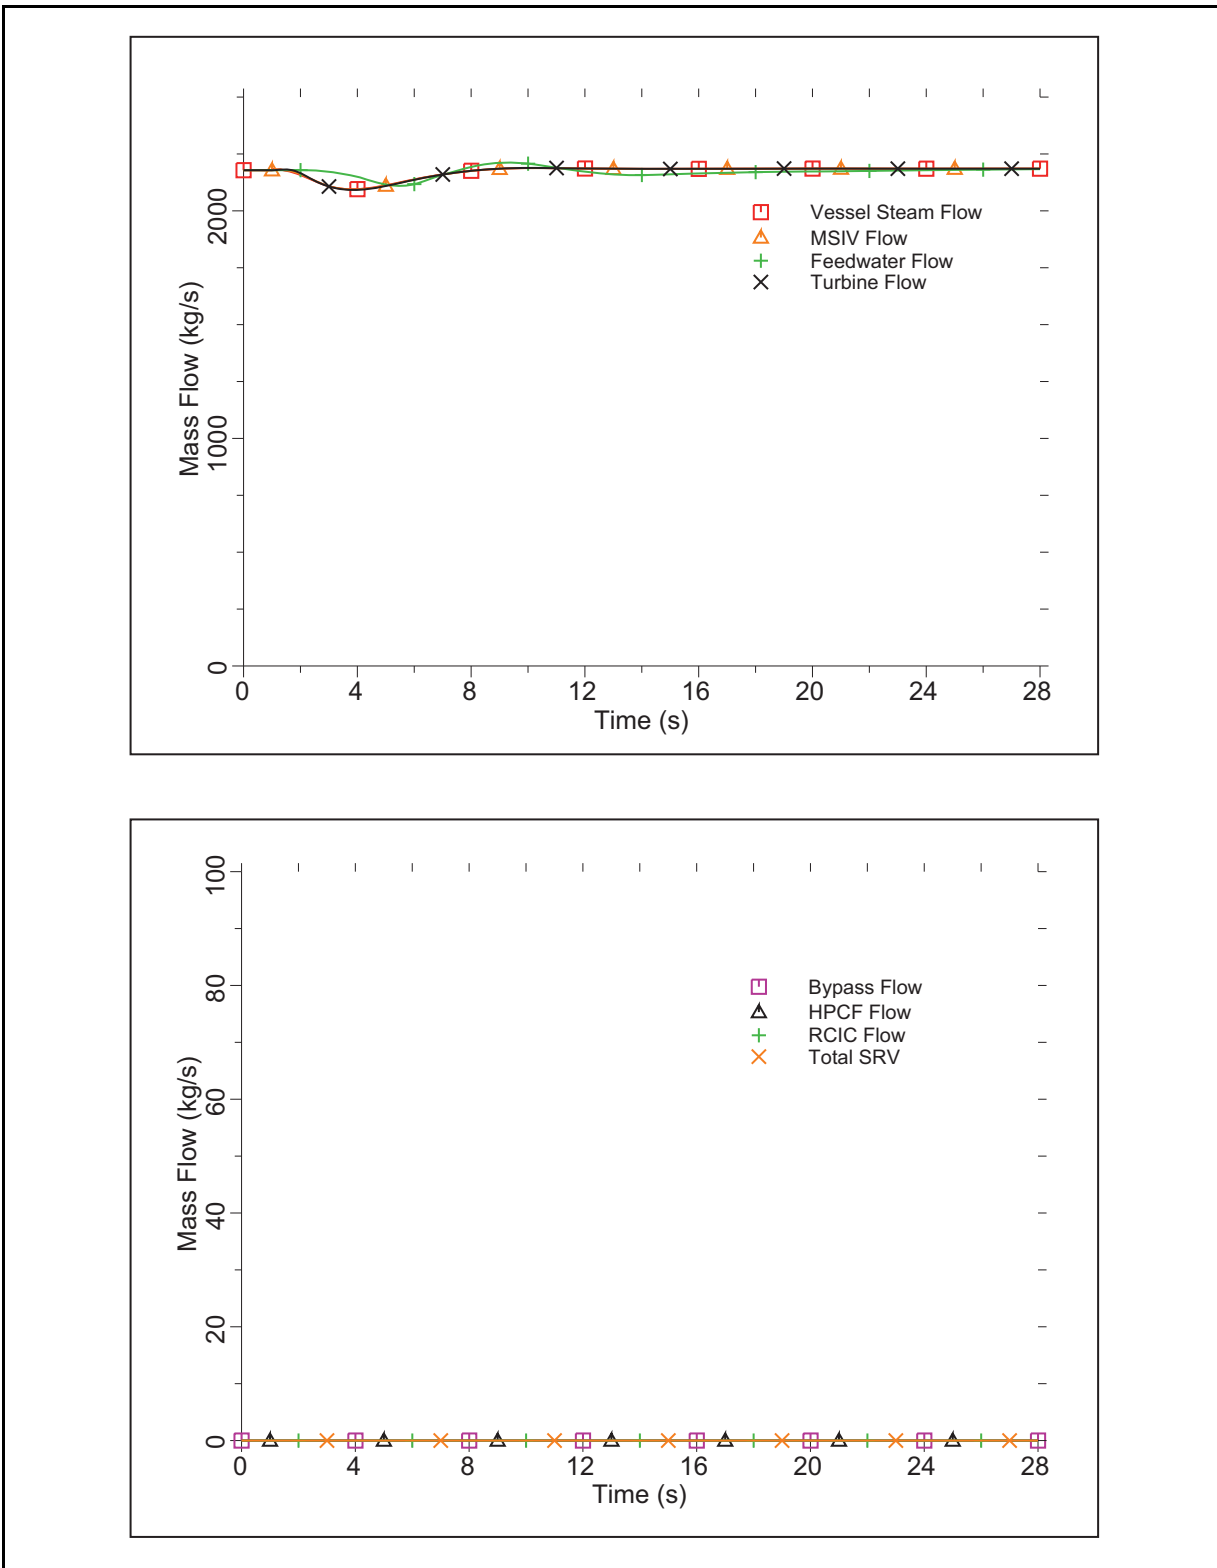 2000
1000
0
Mass Flow (kg/s)
Vessel Steam Flow
MSIV Flow
Feedwater Flow
Turbine Flow
0 4 8 12 16 20 24 28
Time (s)
100
80
60
40
20
0
Mass Flow (kg/s)
Bypass Flow
HPCF Flow
RCIC Flow
Total SRV
0 4 8 12 16 20 24 28
Time (s)